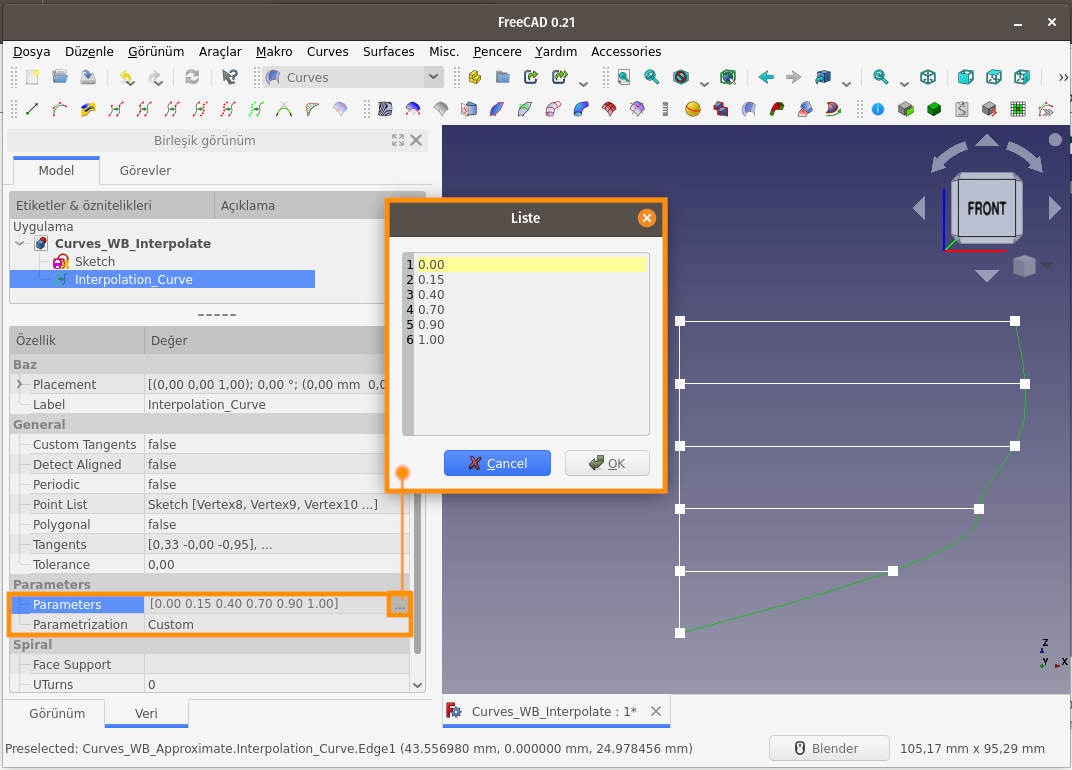 FreeCAD 0.21
Dosya Düzenle Görünüm Araçlar Makro Curves Surfaces Misc. Pencere Yardım Accessories
Curves
Birleşik görünüm
Model Görevler
Etiketler & öznitelikleri Açıklama
Uygulama
Curves_WB_Interpolate
Sketch
Interpolation_Curve
Özellik Değer
Baz
Placement [(0,00 0,00 1,00); 0,00 °; (0,00 mm 0,0
Label Interpolation_Curve
General
Custom Tangents false
Detect Aligned false
Periodic false
Point List Sketch [Vertex8, Vertex9, Vertex10 ...]
Polygonal false
Tangents [0,33 -0,00 -0,95], ...
Tolerance 0,00
Parameters
Parameters [0.00 0.15 0.40 0.70 0.90 1.00] ...
Parametrization Custom
Spiral
Face Support
UTurns 0
Görünüm Veri
Liste
1 0.00
2 0.15
3 0.40
4 0.70
5 0.90
6 1.00
Cancel OK
FRONT
Z
Y X
Curves_WB_Interpolate : 1*
Preselected: Curves_WB_Approximate.Interpolation_Curve.Edge1 (43.556980 mm, 0.000000 mm, 24.978456 mm) Blender 105,17 mm x 95,29 mm